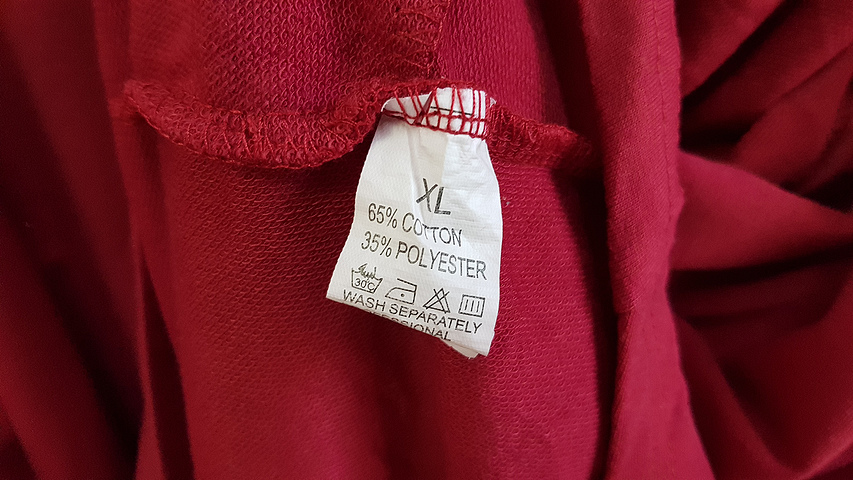 XL
65% COTTON
35% POLYESTER
30°C
WASH SEPARATELY